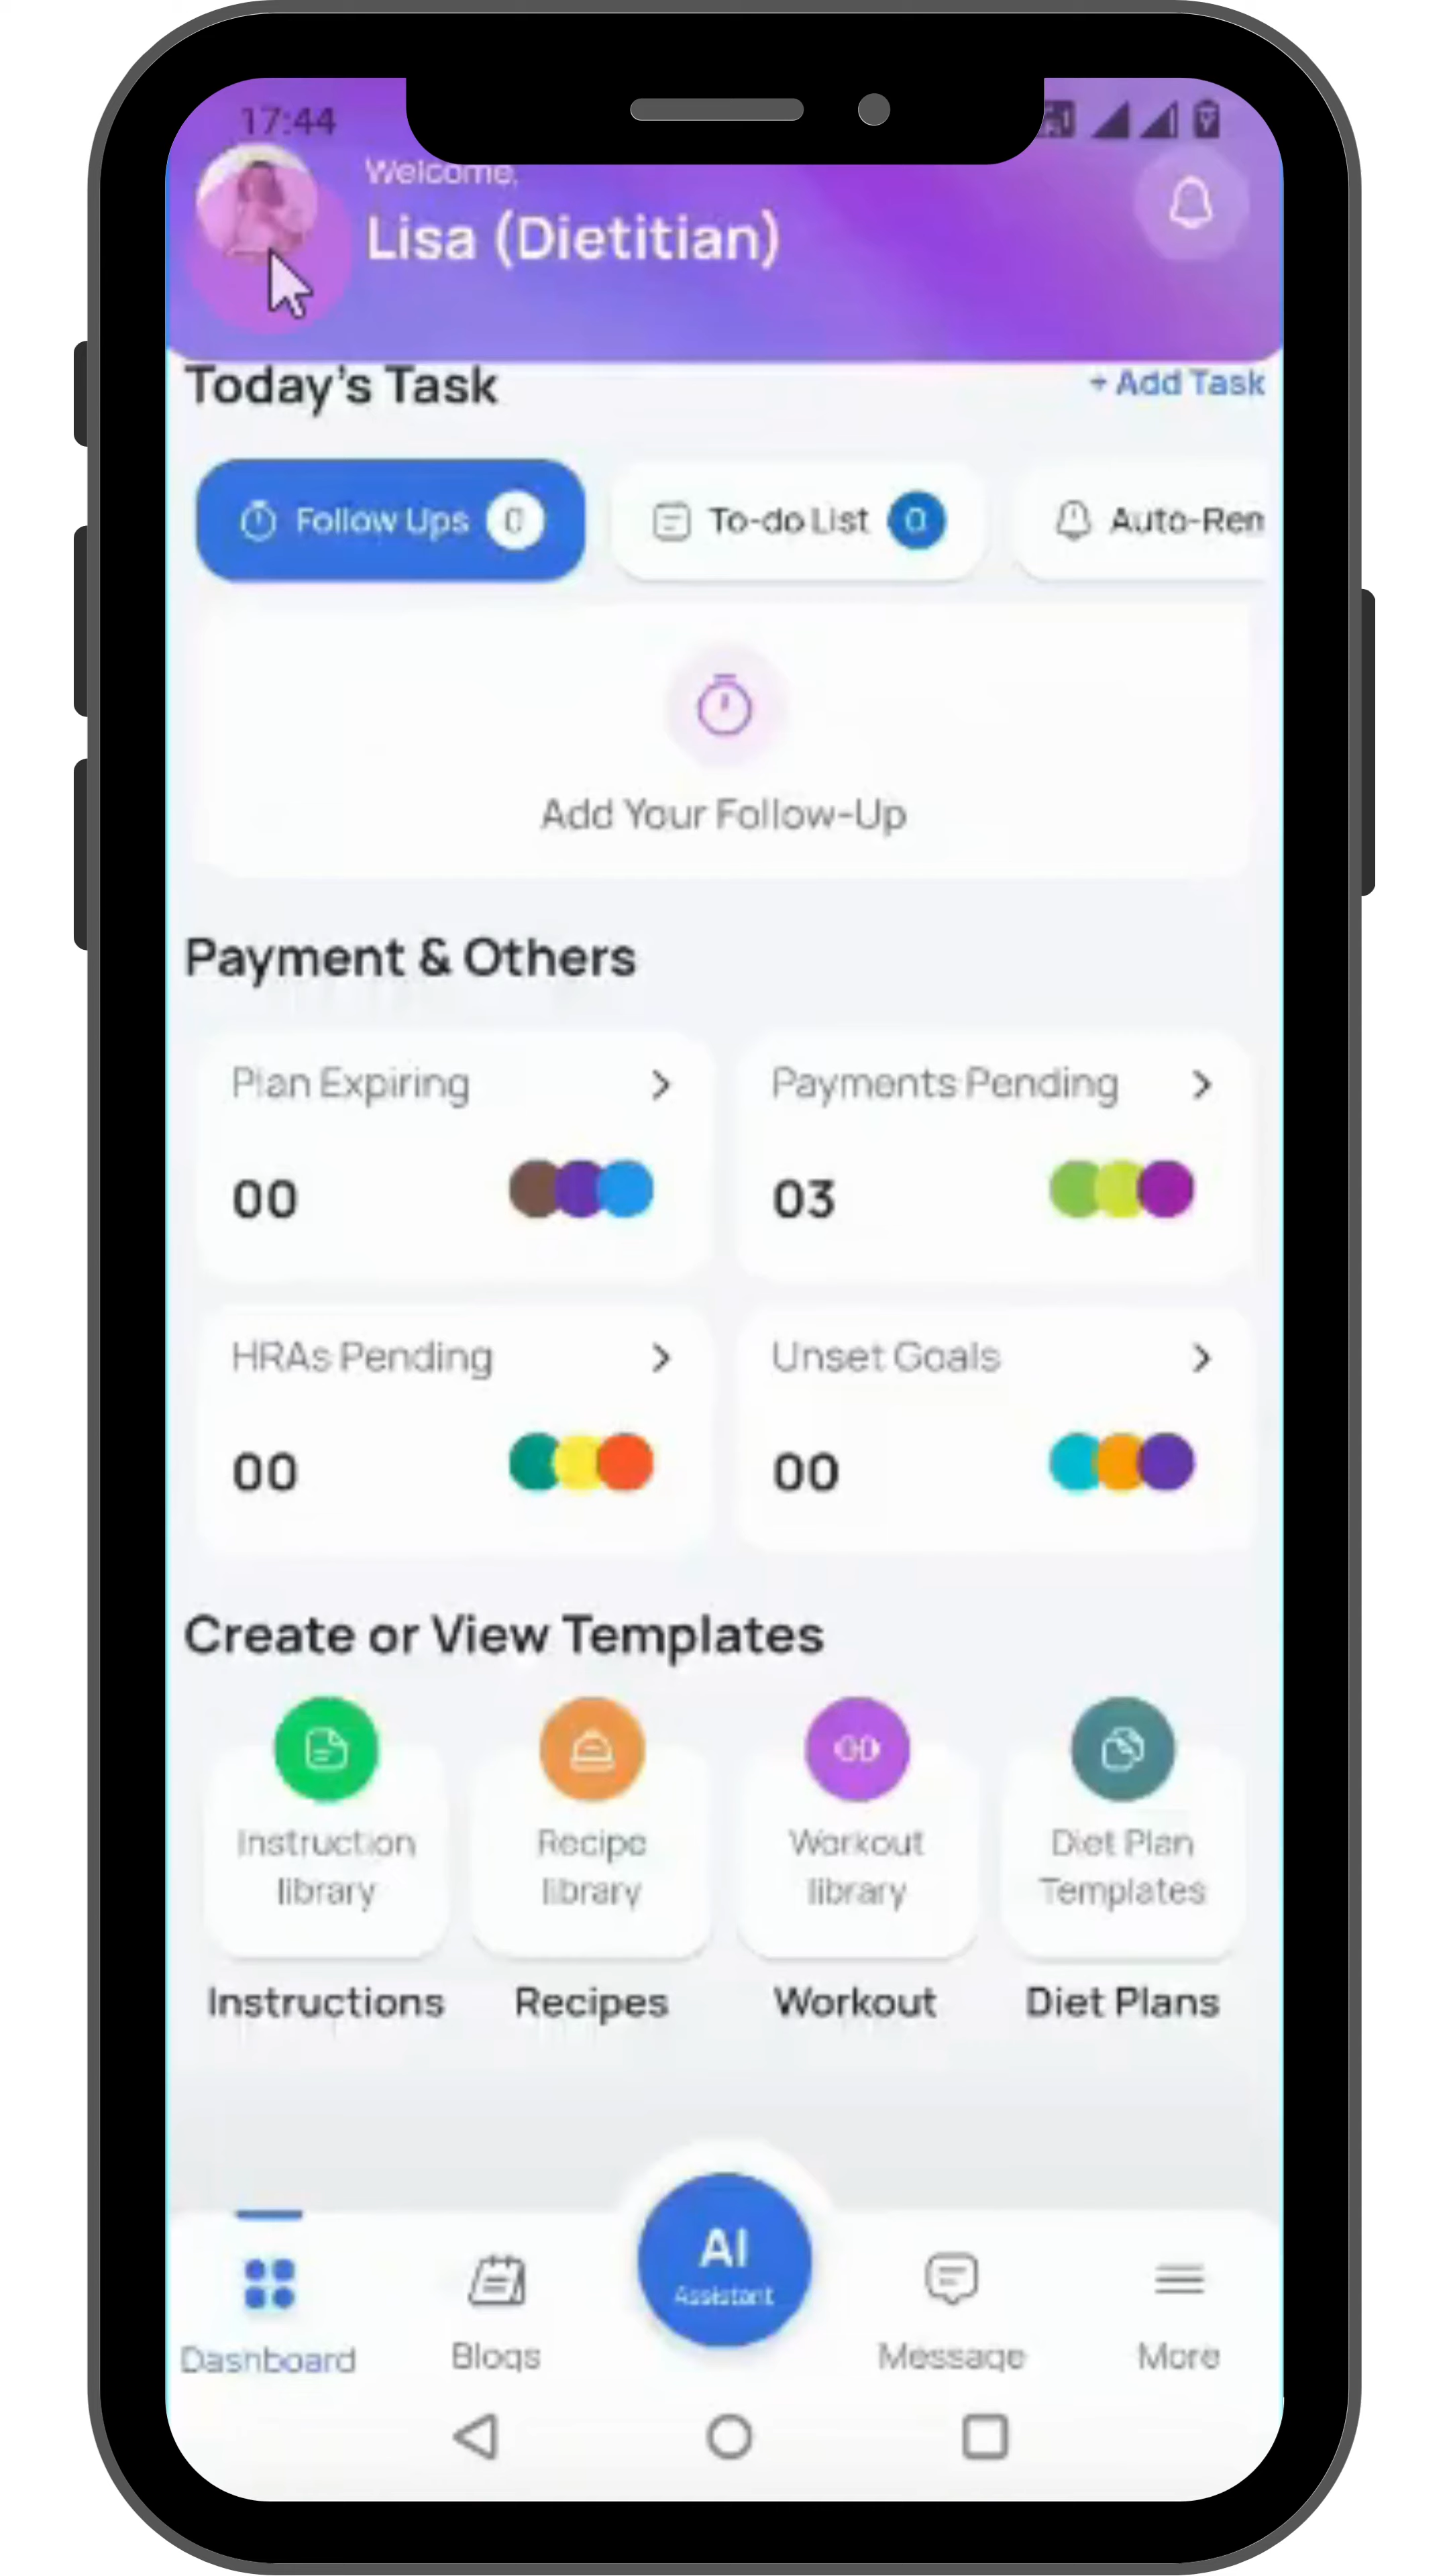 17:44
Welcome,
Lisa (Dietitian)
Today's Task
+ Add Task
Follow Ups 0
To-do List 0
Auto-Rem
Add Your Follow-Up
Payment & Others
Plan Expiring
00
Payments Pending
03
HRAs Pending
00
Unset Goals
00
Create or View Templates
Instruction
library
Instructions
Recipe
library
Recipes
Workout
library
Workout
Diet Plan
Templates
Diet Plans
Dashboard
Blogs
AI
Assistant
Message
More